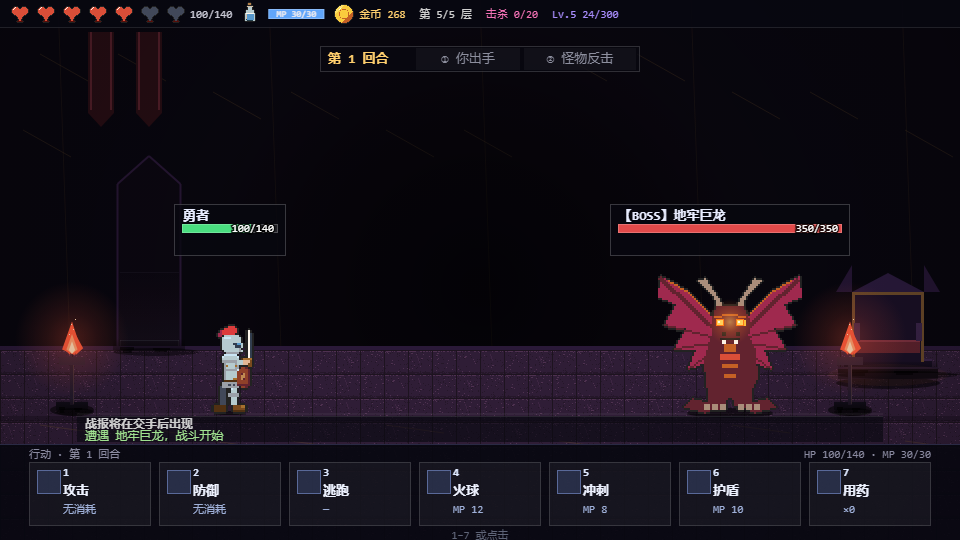 100/140 MP 30/30 金币 268 第 5/5 层 击杀 0/20 Lv.5 24/300
第 1 回合 ① 你出手 ② 怪物反击
勇者
100/140
【BOSS】地牢巨龙
350/350
战报将在交手后出现
遭遇 地牢巨龙, 战斗开始
行动 · 第 1 回合
HP 100/140 · MP 30/30
1 攻击 无消耗
2 防御 无消耗
3 逃跑 —
4 火球 MP 12
5 冲刺 MP 8
6 护盾 MP 10
7 用药 ×0
1-7 或点击